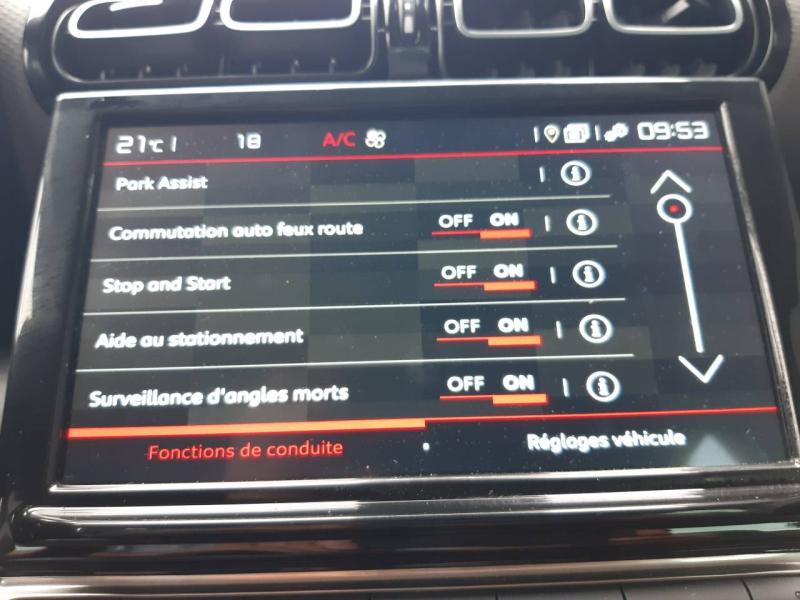 21°C 18 A/C 09:53
Park Assist
Commutation auto feux route OFF ON
Stop and Start OFF ON
Aide au stationnement OFF ON
Surveillance d'angles morts OFF ON
Fonctions de conduite Réglages véhicule